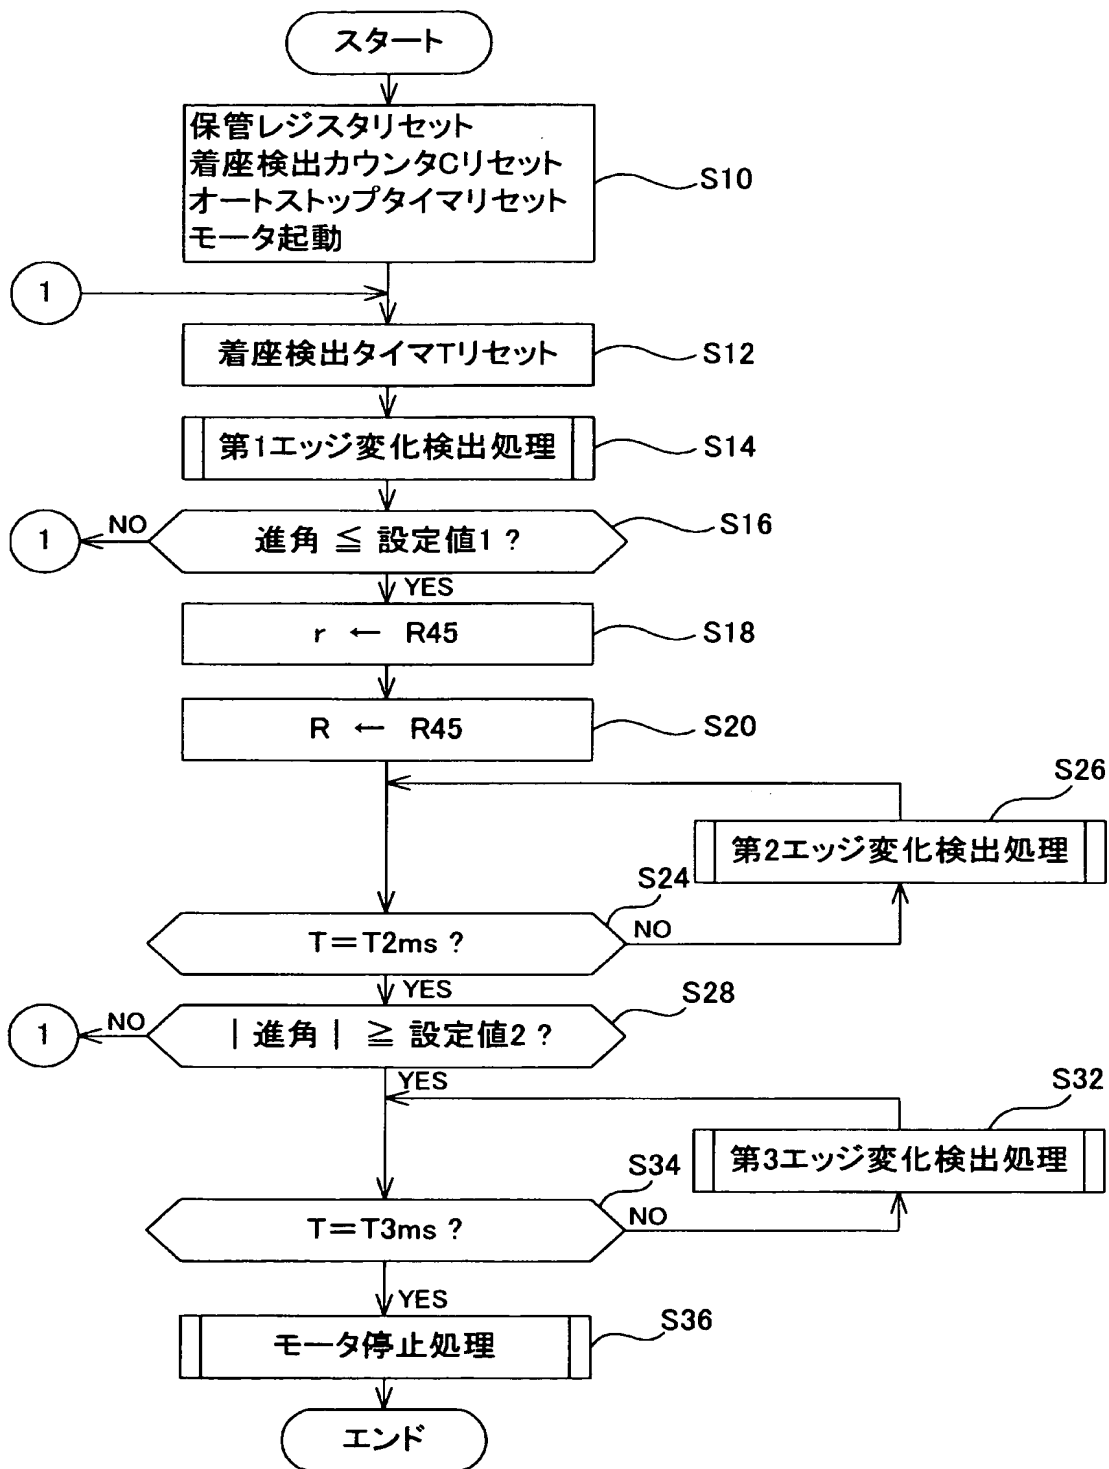 スタート
保管レジスタリセット
着座検出カウンタCリセット
オートストップタイマリセット
モータ起動
S10
1
着座検出タイマTリセット
S12
第1エッジ変化検出処理
S14
S16
1
NO
進角 ≦ 設定値1 ?
YES
r ← R45
S18
R ← R45
S20
S26
第2エッジ変化検出処理
S24
T=T2ms ?
NO
YES
S28
1
NO
| 進角 | ≧ 設定値2 ?
YES
S32
第3エッジ変化検出処理
S34
T=T3ms ?
NO
YES
モータ停止処理
S36
エンド